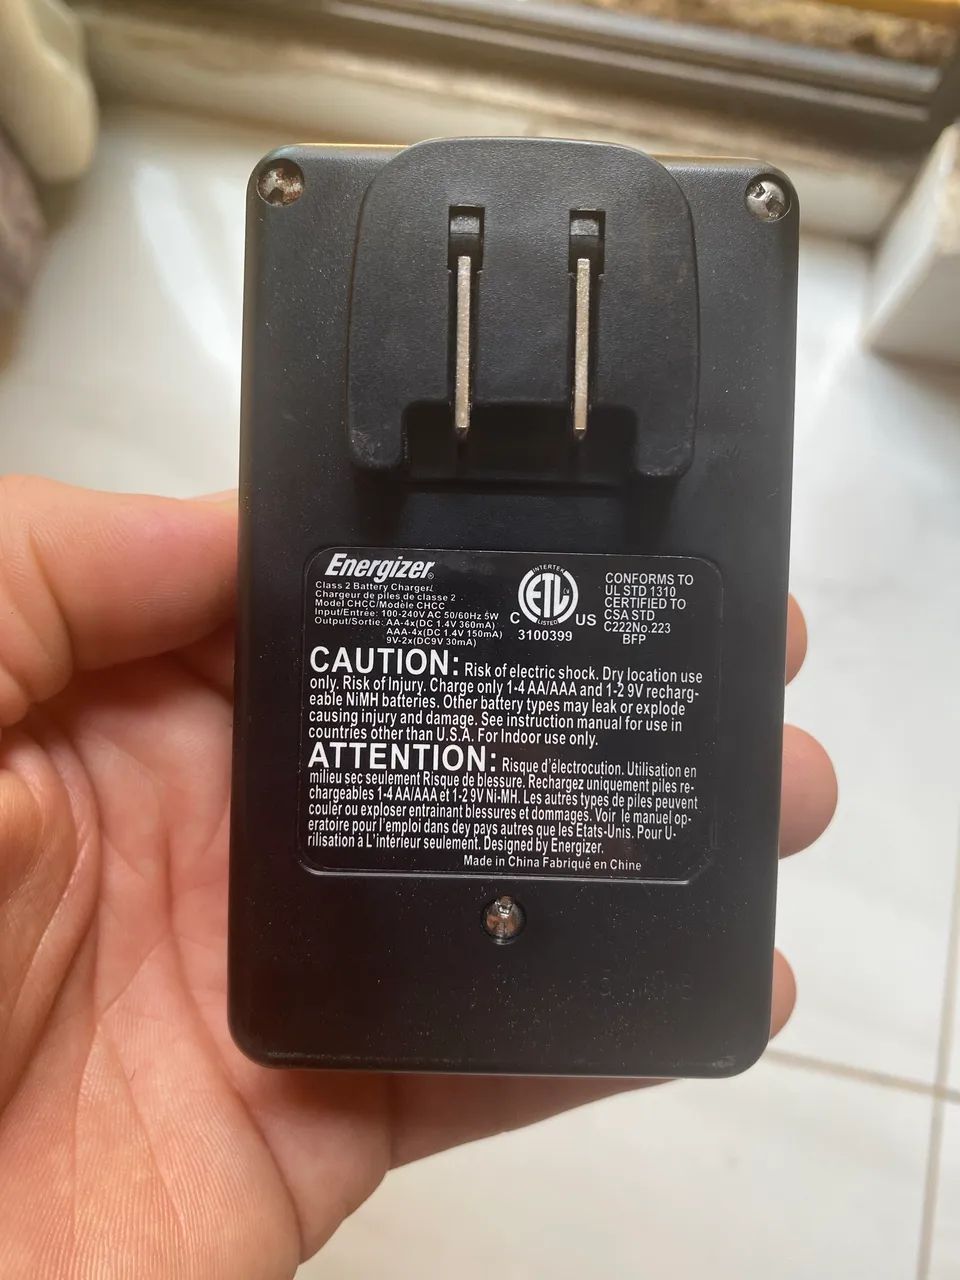 Energizer®
Class 2 Battery Charger
Chargeur de piles de classe 2
Model CHCC/Modèle CHCC
Input/Entrée: 100-240V AC 50/60Hz 5W
Output/Sortie: AA-4x(DC 1.4V 360mA)
AAA-4x(DC 1.4V 150mA)
9V-2x(DC9V 30mA)
INTERTEK
ETL
LISTED
C US
3100399
CONFORMS TO
UL STD 1310
CERTIFIED TO
CSA STD
C222No.223
BFP
CAUTION: Risk of electric shock. Dry location use
only. Risk of Injury. Charge only 1-4 AA/AAA and 1-2 9V recharg-
eable NiMH batteries. Other battery types may leak or explode
causing injury and damage. See instruction manual for use in
countries other than U.S.A. For Indoor use only.
ATTENTION: Risque d'électrocution. Utilisation en
milieu sec seulement Risque de blessure. Rechargez uniquement piles re-
chargeables 1-4 AA/AAA et 1-2 9V Ni-MH. Les autres types de piles peuvent
couler ou exploser entrainant blessures et dommages. Voir le manuel op-
eratoire pour l'emploi dans dey pays autres que les Etats-Unis. Pour U-
rilisation à L'intérieur seulement. Designed by Energizer.
Made in China Fabriqué en Chine